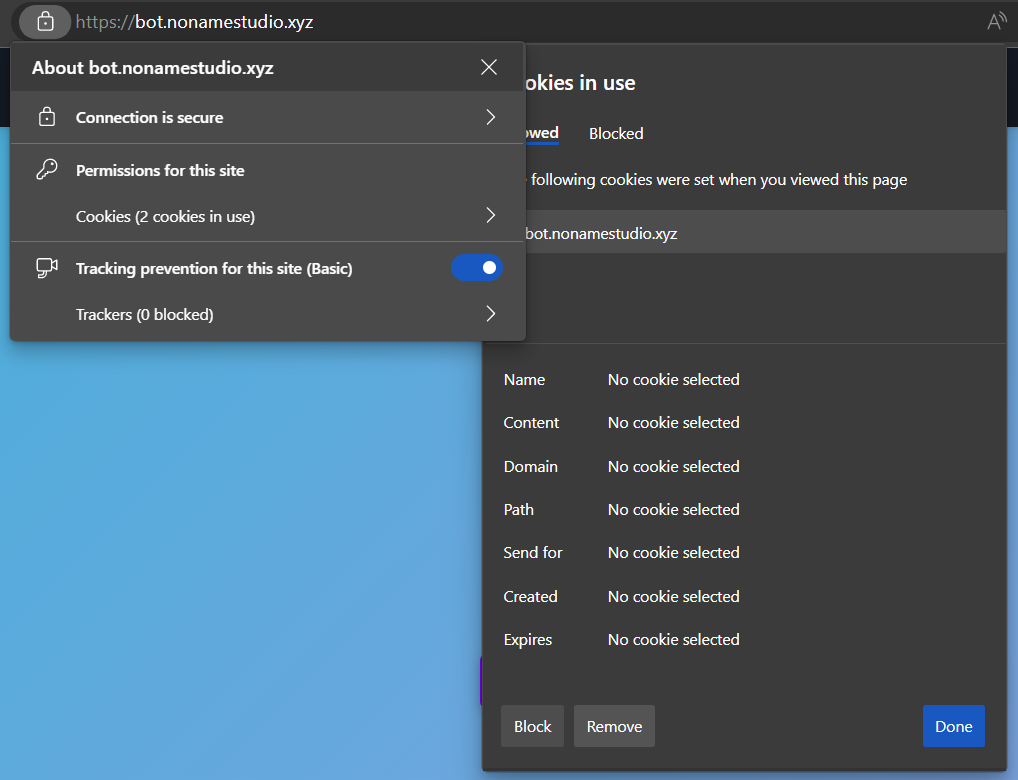 https://bot.nonamestudio.xyz
About bot.nonamestudio.xyz
Connection is secure
Permissions for this site
Cookies (2 cookies in use)
Tracking prevention for this site (Basic)
Trackers (0 blocked)
okies in use
owed Blocked
following cookies were set when you viewed this page
bot.nonamestudio.xyz
Name No cookie selected
Content No cookie selected
Domain No cookie selected
Path No cookie selected
Send for No cookie selected
Created No cookie selected
Expires No cookie selected
Block Remove Done